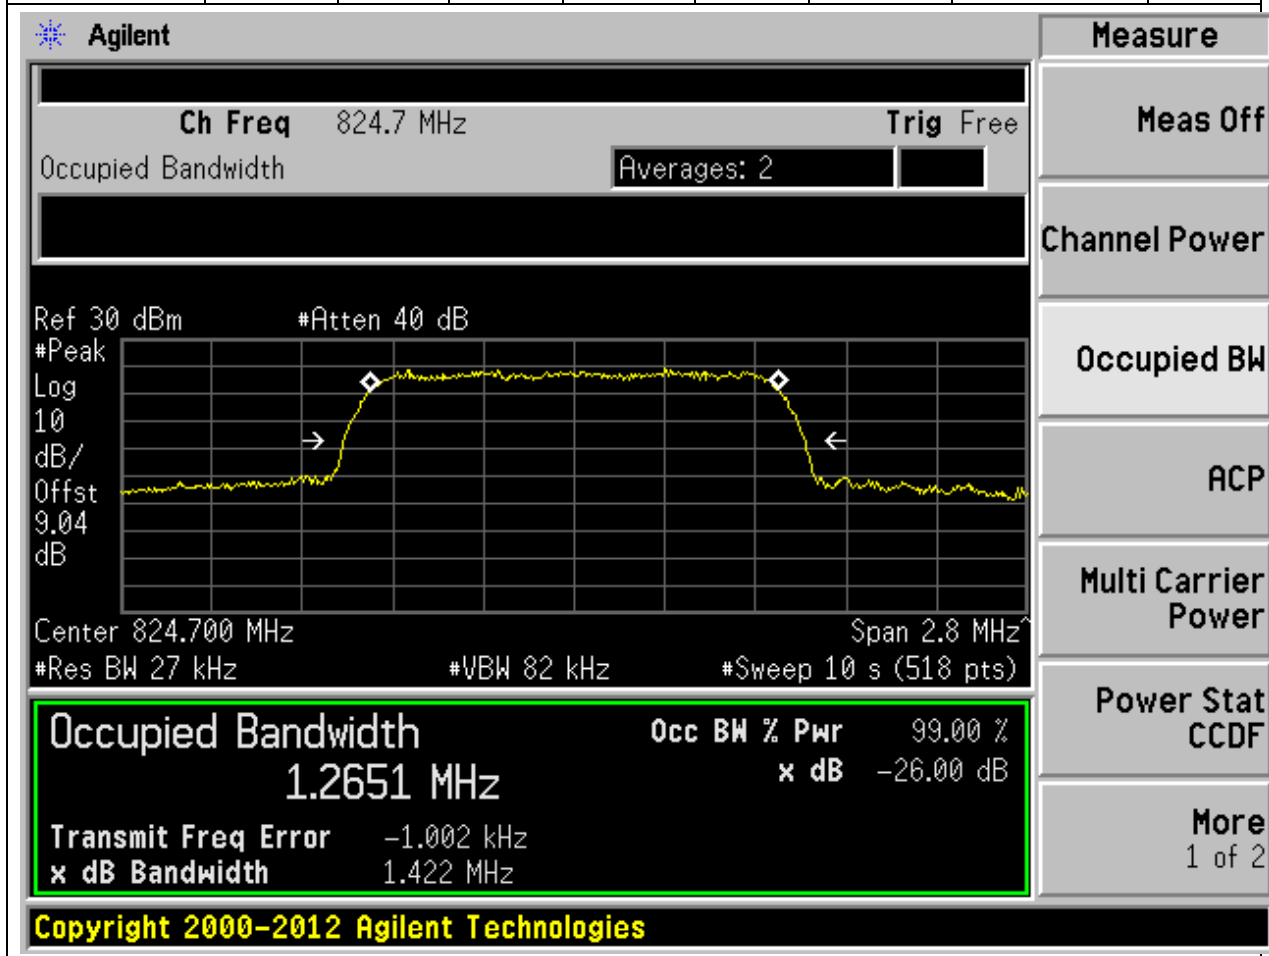 Agilent
Measure
Ch Freq 824.7 MHz Trig Free
Occupied Bandwidth Averages: 2
Ref 30 dBm #Atten 40 dB
#Peak
Log
10
dB/
Offst
9.04
dB
Center 824.700 MHz Span 2.8 MHz^
#Res BW 27 kHz #VBW 82 kHz #Sweep 10 s (518 pts)
Occupied Bandwidth Occ BW % Pwr 99.00 %
1.2651 MHz x dB -26.00 dB
Transmit Freq Error -1.002 kHz
x dB Bandwidth 1.422 MHz
Copyright 2000-2012 Agilent Technologies
Meas Off
Channel Power
Occupied BW
ACP
Multi Carrier
Power
Power Stat
CCDF
More
1 of 2